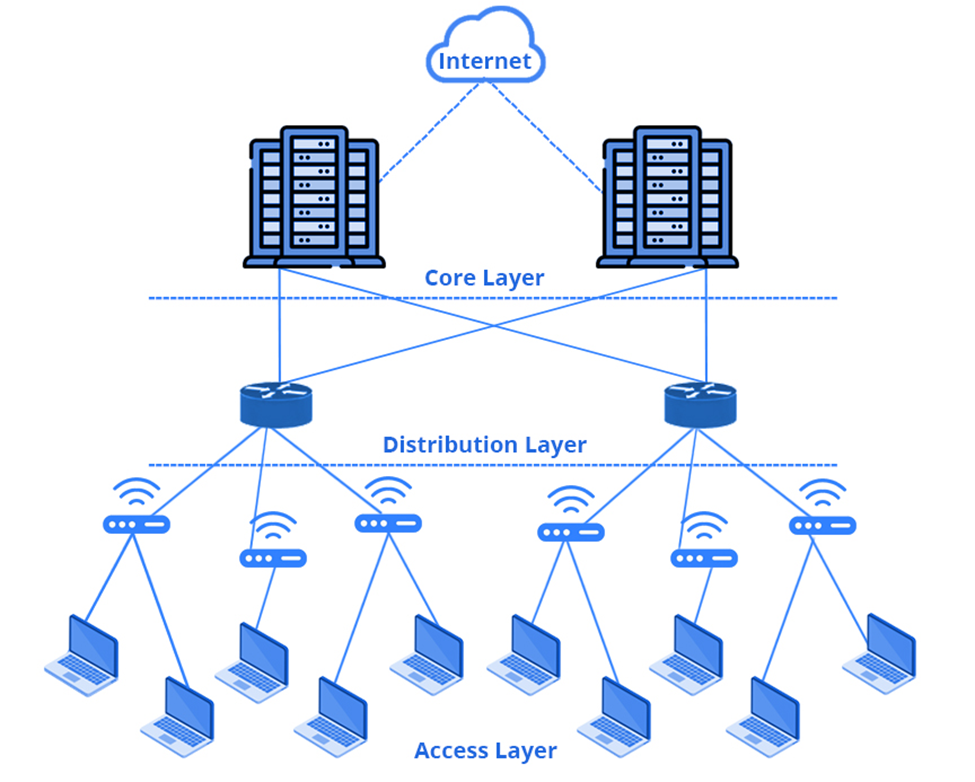 Internet
Core Layer
Distribution Layer
Access Layer